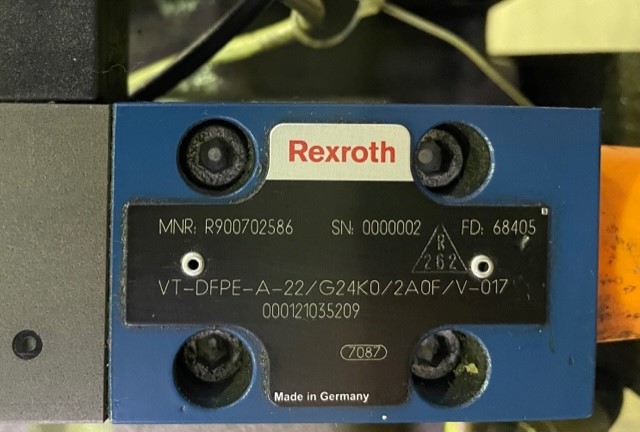 Rexroth
MNR: R900702586 SN: 0000002 FD: 68405
R
262
VT-DFPE-A-22/G24K0/2A0F/V-017
000121035209
7087
Made in Germany